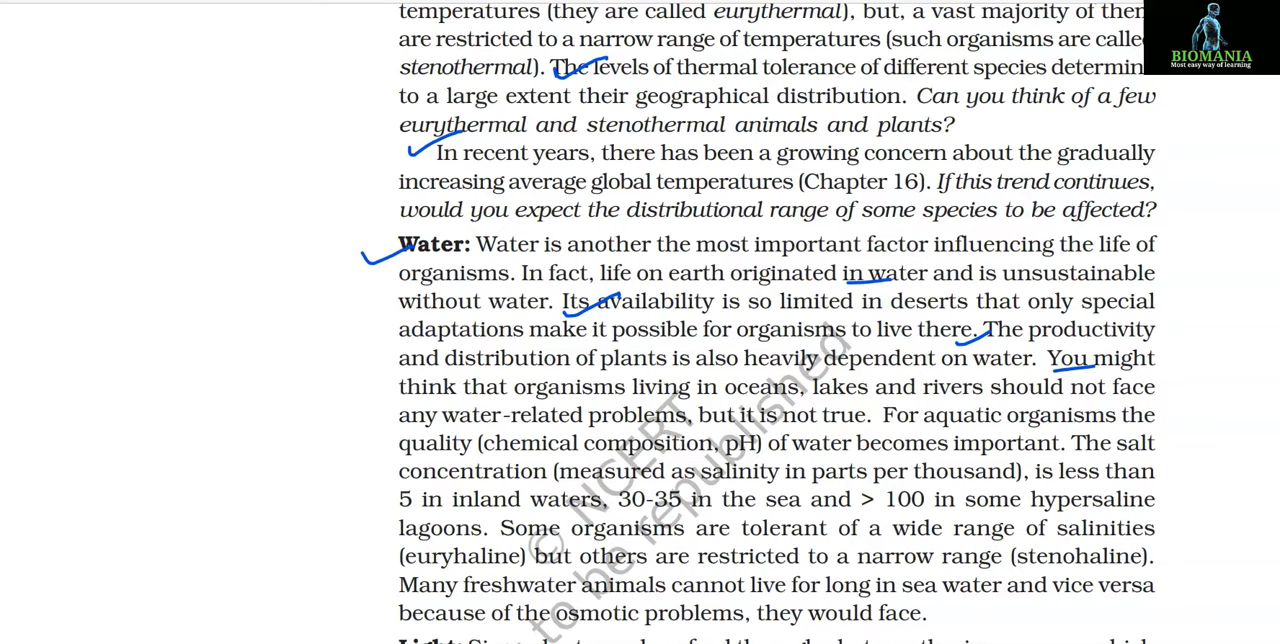 temperatures (they are called eurythermal), but, a vast majority of them
are restricted to a narrow range of temperatures (such organisms are calle
stenothermal). The levels of thermal tolerance of different species determin
to a large extent their geographical distribution. Can you think of a few
eurythermal and stenothermal animals and plants?
In recent years, there has been a growing concern about the gradually
increasing average global temperatures (Chapter 16). If this trend continues,
would you expect the distributional range of some species to be affected?
Water: Water is another the most important factor influencing the life of
organisms. In fact, life on earth originated in water and is unsustainable
without water. Its availability is so limited in deserts that only special
adaptations make it possible for organisms to live there. The productivity
and distribution of plants is also heavily dependent on water. You might
think that organisms living in oceans, lakes and rivers should not face
any water-related problems, but it is not true. For aquatic organisms the
quality (chemical composition, pH) of water becomes important. The salt
concentration (measured as salinity in parts per thousand), is less than
5 in inland waters, 30-35 in the sea and > 100 in some hypersaline
lagoons. Some organisms are tolerant of a wide range of salinities
(euryhaline) but others are restricted to a narrow range (stenohaline).
Many freshwater animals cannot live for long in sea water and vice versa
because of the osmotic problems, they would face.
© NCERT
to be republished
BIOMANIA
Most easy way of learning